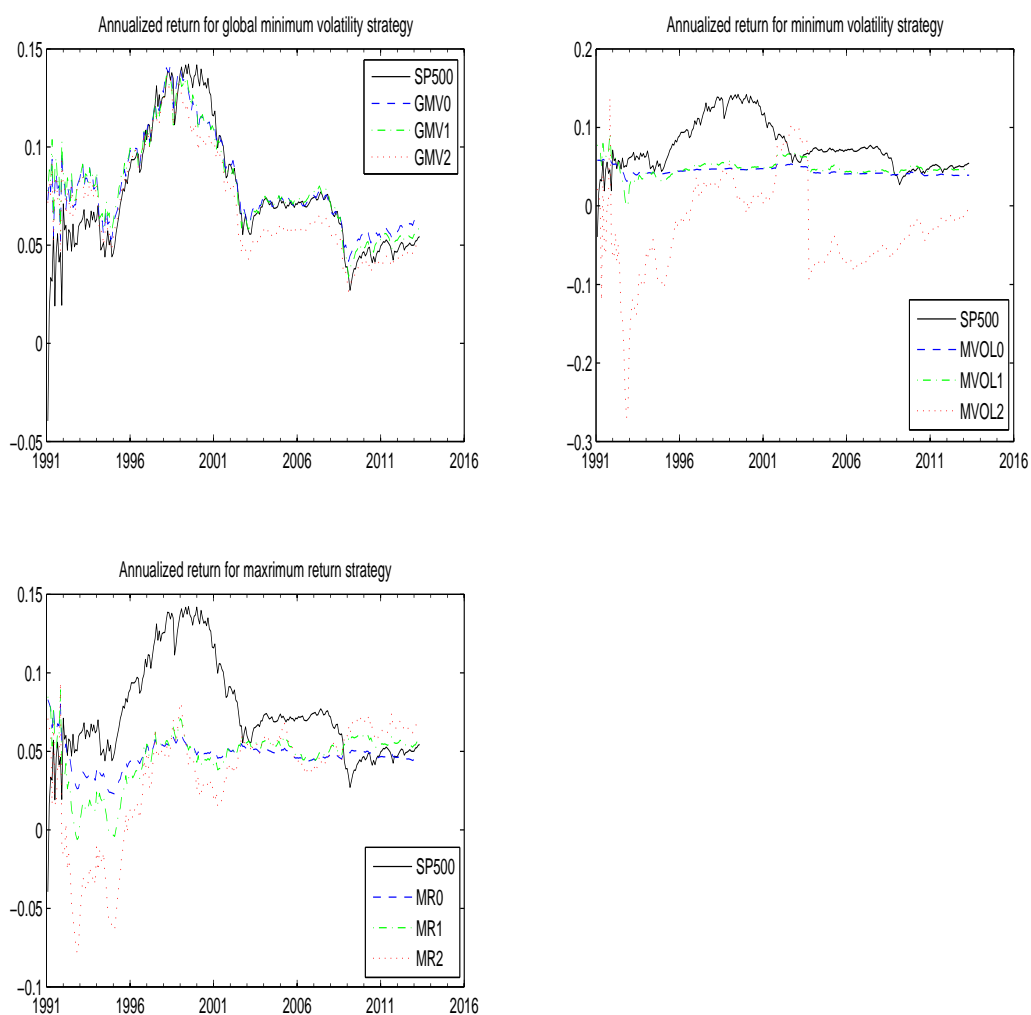 Annualized return for global minimum volatility strategy
0.15
0.1
0.05
0
−0.05
1991 1996 2001 2006 2011 2016
SP500
GMV0
GMV1
GMV2
Annualized return for minimum volatility strategy
0.2
0.1
0
−0.1
−0.2
−0.3
1991 1996 2001 2006 2011 2016
SP500
MVOL0
MVOL1
MVOL2
Annualized return for maxrimum return strategy
0.15
0.1
0.05
0
−0.05
−0.1
1991 1996 2001 2006 2011 2016
SP500
MR0
MR1
MR2